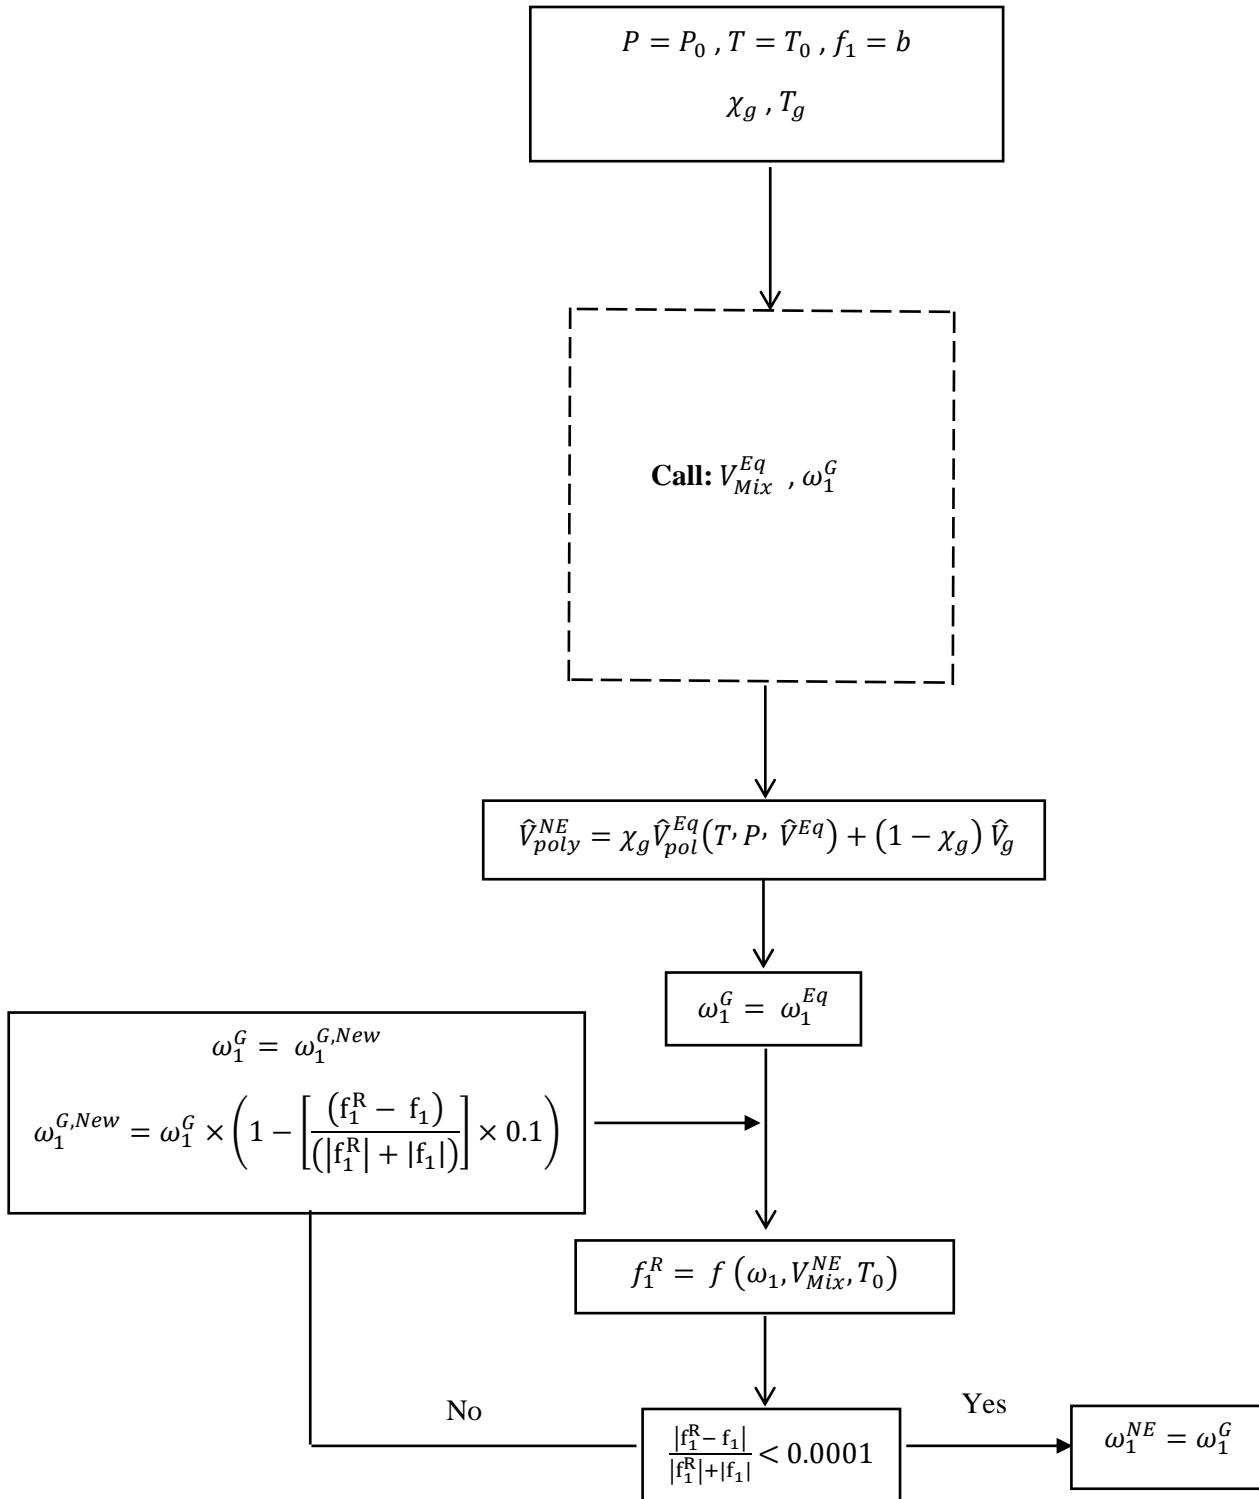 P = P_0 , T = T_0 , f_1 = b
χ_g , T_g
Call: V_{Mix}^{Eq} , ω_1^G
V̂_{poly}^{NE} = χ_g V̂_{pol}^{Eq}(T, P, V̂^{Eq}) + (1 − χ_g) V̂_g
ω_1^G = ω_1^{Eq}
ω_1^G = ω_1^{G,New}
ω_1^{G,New} = ω_1^G × (1 − [(f_1^R − f_1)/(|f_1^R| + |f_1|)] × 0.1)
f_1^R = f (ω_1, V_{Mix}^{NE}, T_0)
No
Yes
|f_1^R − f_1|/(|f_1^R|+|f_1|) < 0.0001
ω_1^{NE} = ω_1^G